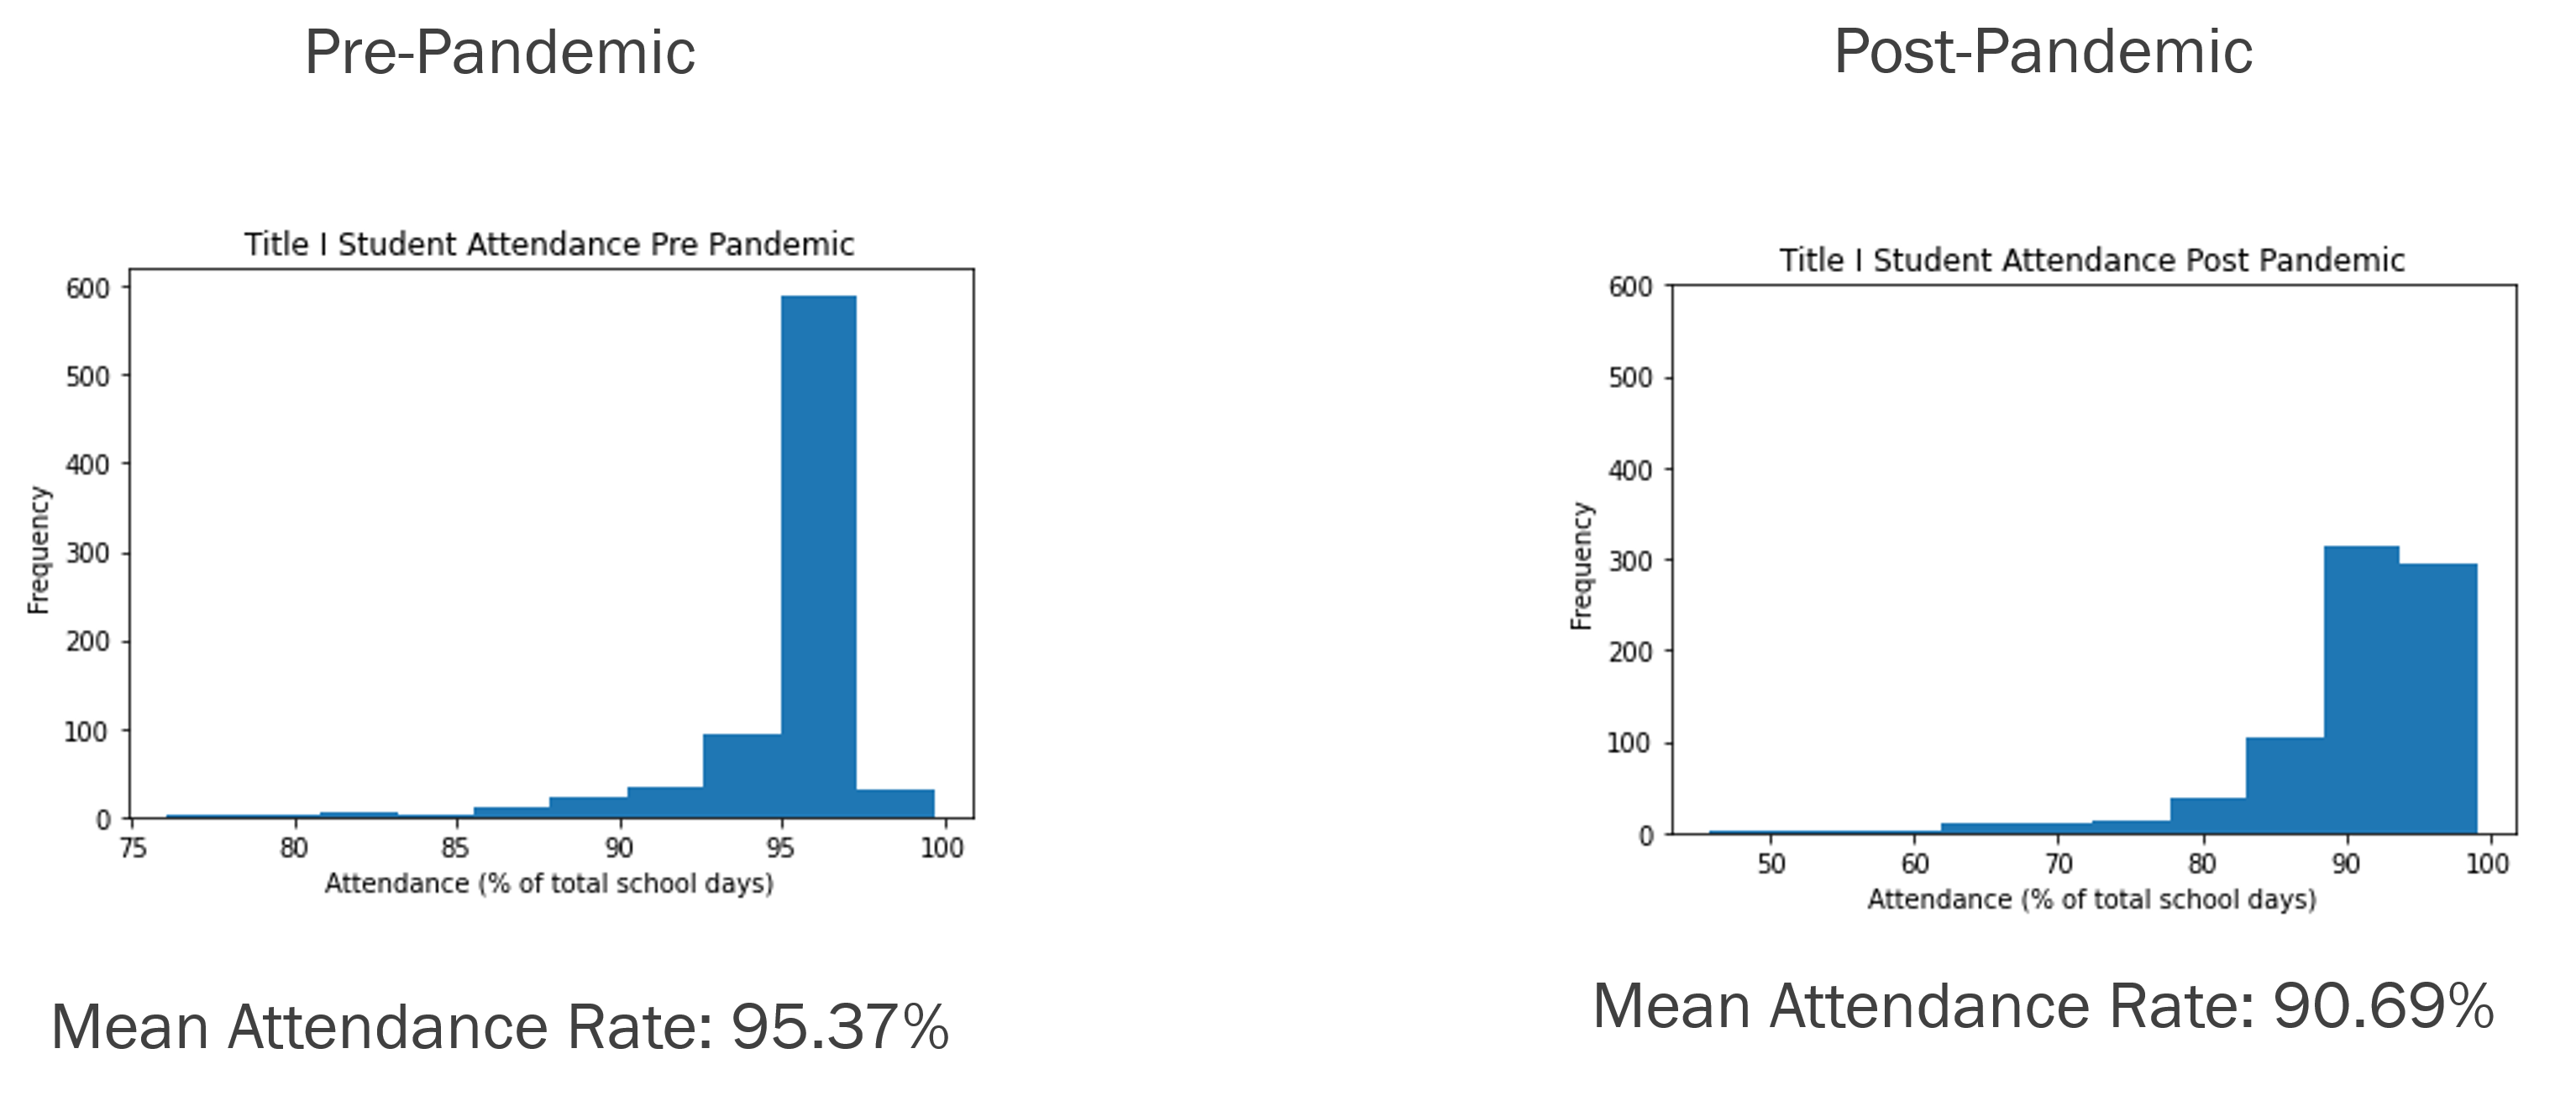 Pre-Pandemic
Title I Student Attendance Pre Pandemic
600
500
400
300
200
100
0
Frequency
75 80 85 90 95 100
Attendance (% of total school days)
Mean Attendance Rate: 95.37%
Post-Pandemic
Title I Student Attendance Post Pandemic
600
500
400
300
200
100
0
Frequency
50 60 70 80 90 100
Attendance (% of total school days)
Mean Attendance Rate: 90.69%